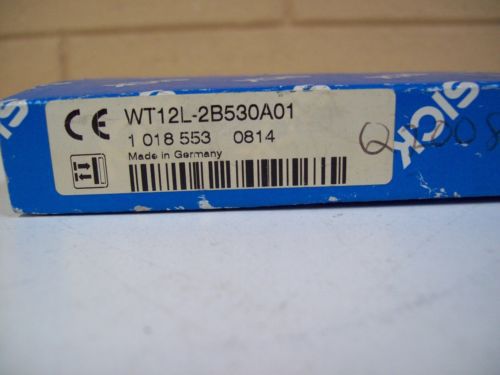 WT12L-2B530A01
1 018 553 0814
Made in Germany
CE
SICK